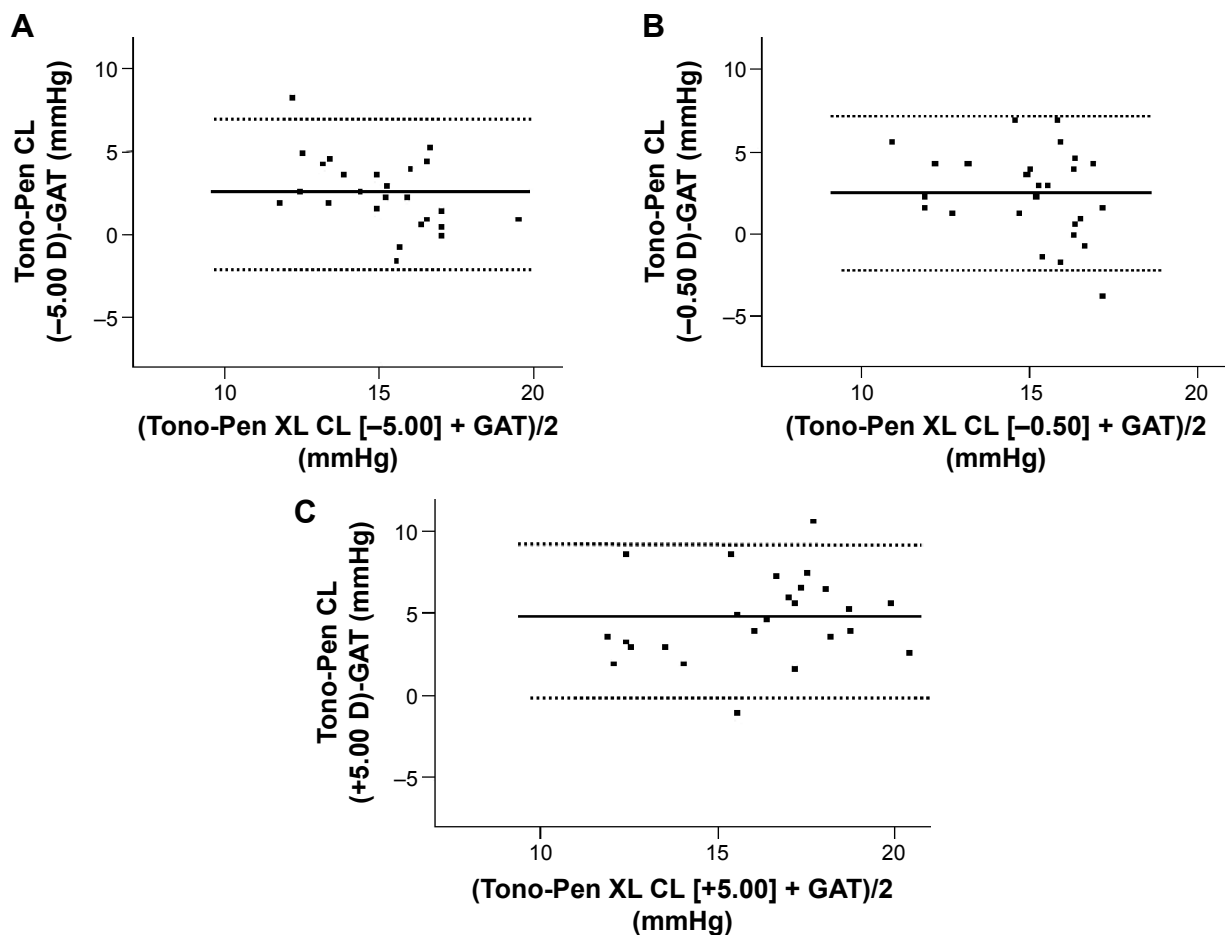 A
Tono-Pen CL
(–5.00 D)-GAT (mmHg)
10
5
0
–5
10
15
20
(Tono-Pen XL CL [–5.00] + GAT)/2
(mmHg)
B
Tono-Pen CL
(–0.50 D)-GAT (mmHg)
10
5
0
–5
10
15
20
(Tono-Pen XL CL [–0.50] + GAT)/2
(mmHg)
C
Tono-Pen CL
(+5.00 D)-GAT (mmHg)
10
5
0
–5
10
15
20
(Tono-Pen XL CL [+5.00] + GAT)/2
(mmHg)